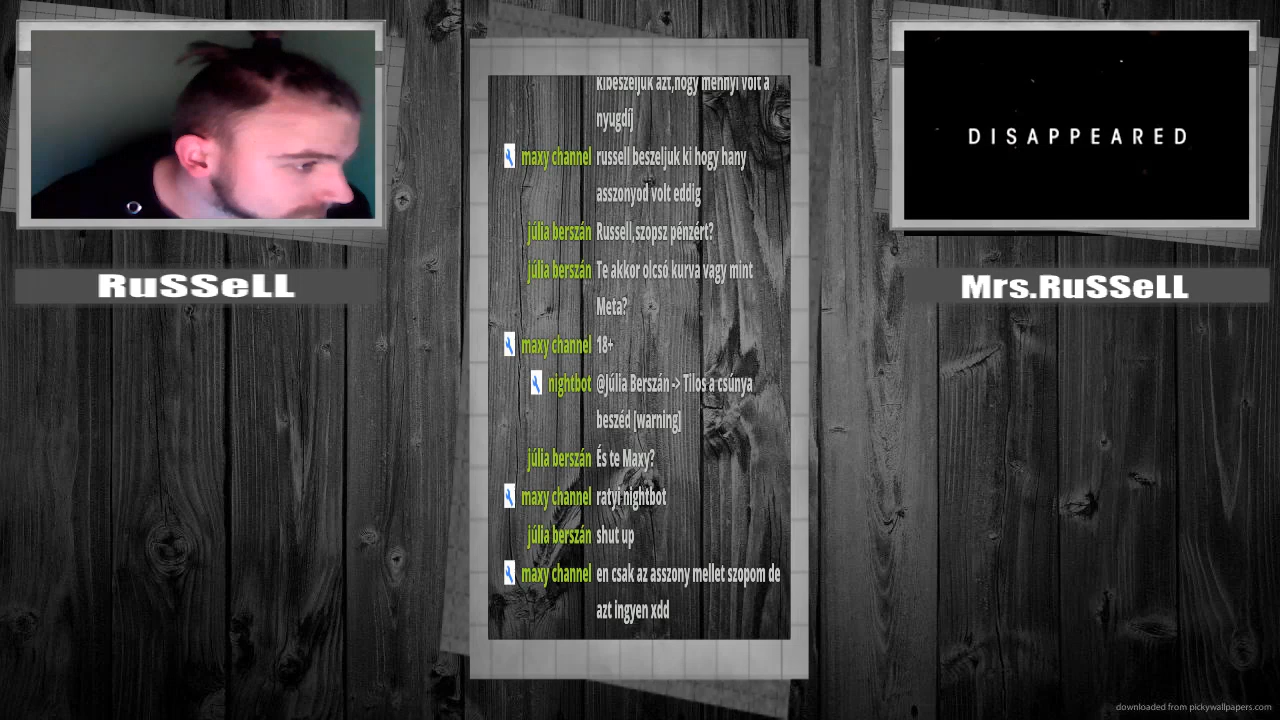 kibeszéljük azt,hogy mennyi volt a
nyugdíj
maxy channel russell beszeljuk ki hogy hany
asszonyod volt eddig
júlia berszán Russell,szopsz pénzért?
júlia berszán Te akkor olcsó kurva vagy mint
Meta?
maxy channel 18+
nightbot @Júlia Berszán -> Tilos a csúnya
beszéd [warning]
júlia berszán És te Maxy?
maxy channel ratyi nightbot
júlia berszán shut up
maxy channel en csak az asszony mellet szopom de
azt ingyen xdd
RuSSeLL
DISAPPEARED
Mrs.RuSSeLL
downloaded from pickywallpapers.com